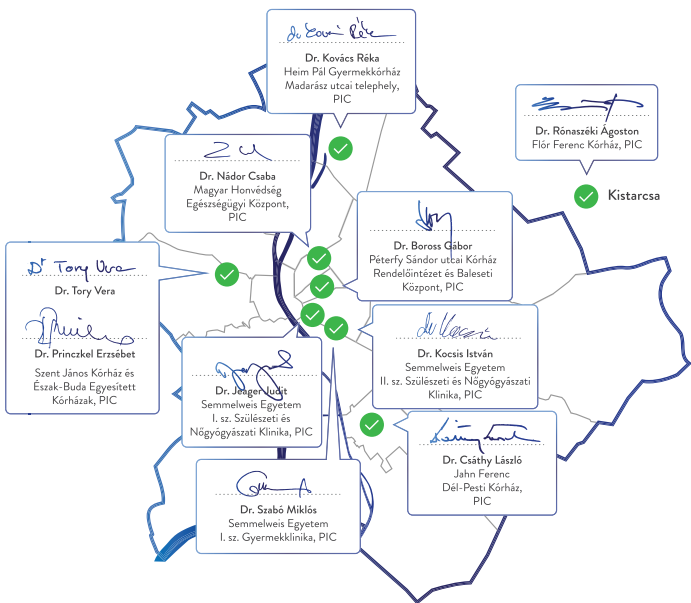 Dr. Kovács Réka
Heim Pál Gyermekkórház
Madarász utcai telephely,
PIC
Dr. Rónaszéki Ágoston
Flór Ferenc Kórház, PIC
Kistarcsa
Dr. Nádor Csaba
Magyar Honvédség
Egészségügyi Központ,
PIC
Dr. Boross Gábor
Péterfy Sándor utcai Kórház
Rendelőintézet és Baleseti
Központ, PIC
Dr Tory Vera
Dr. Tory Vera
Dr. Princzkel Erzsébet
Szent János Kórház és
Észak-Buda Egyesített
Kórházak, PIC
Dr. Kocsis István
Semmelweis Egyetem
II. sz. Szülészeti és Nőgyógyászati
Klinika, PIC
Dr. Jeager Judit
Semmelweis Egyetem
I. sz. Szülészeti és
Nőgyógyászati Klinika, PIC
Dr. Csáthy László
Jahn Ferenc
Dél-Pesti Kórház,
PIC
Dr. Szabó Miklós
Semmelweis Egyetem
I. sz. Gyermekklinika, PIC